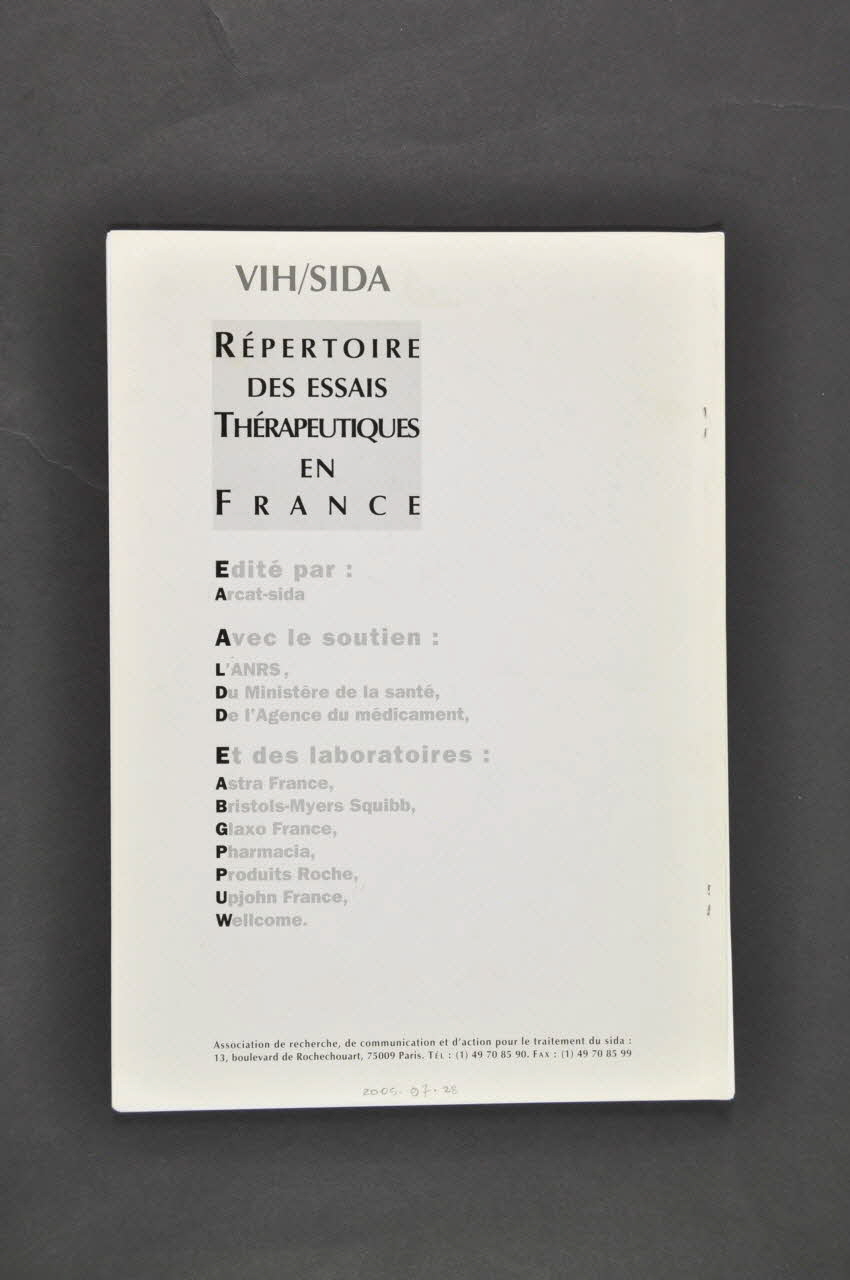 VIH/SIDA
RÉPERTOIRE
DES ESSAIS
THÉRAPEUTIQUES
EN
FRANCE
Edité par :
Arcat-sida
Avec le soutien :
L'ANRS,
Du Ministère de la santé,
De l'Agence du médicament,
Et des laboratoires :
Astra France,
Bristols-Myers Squibb,
Glaxo France,
Pharmacia,
Produits Roche,
Upjohn France,
Wellcome.
Association de recherche, de communication et d'action pour le traitement du sida :
13, boulevard de Rochechouart, 75009 Paris. TÉL : (1) 49 70 85 90. FAX : (1) 49 70 85 99
2005.97.28